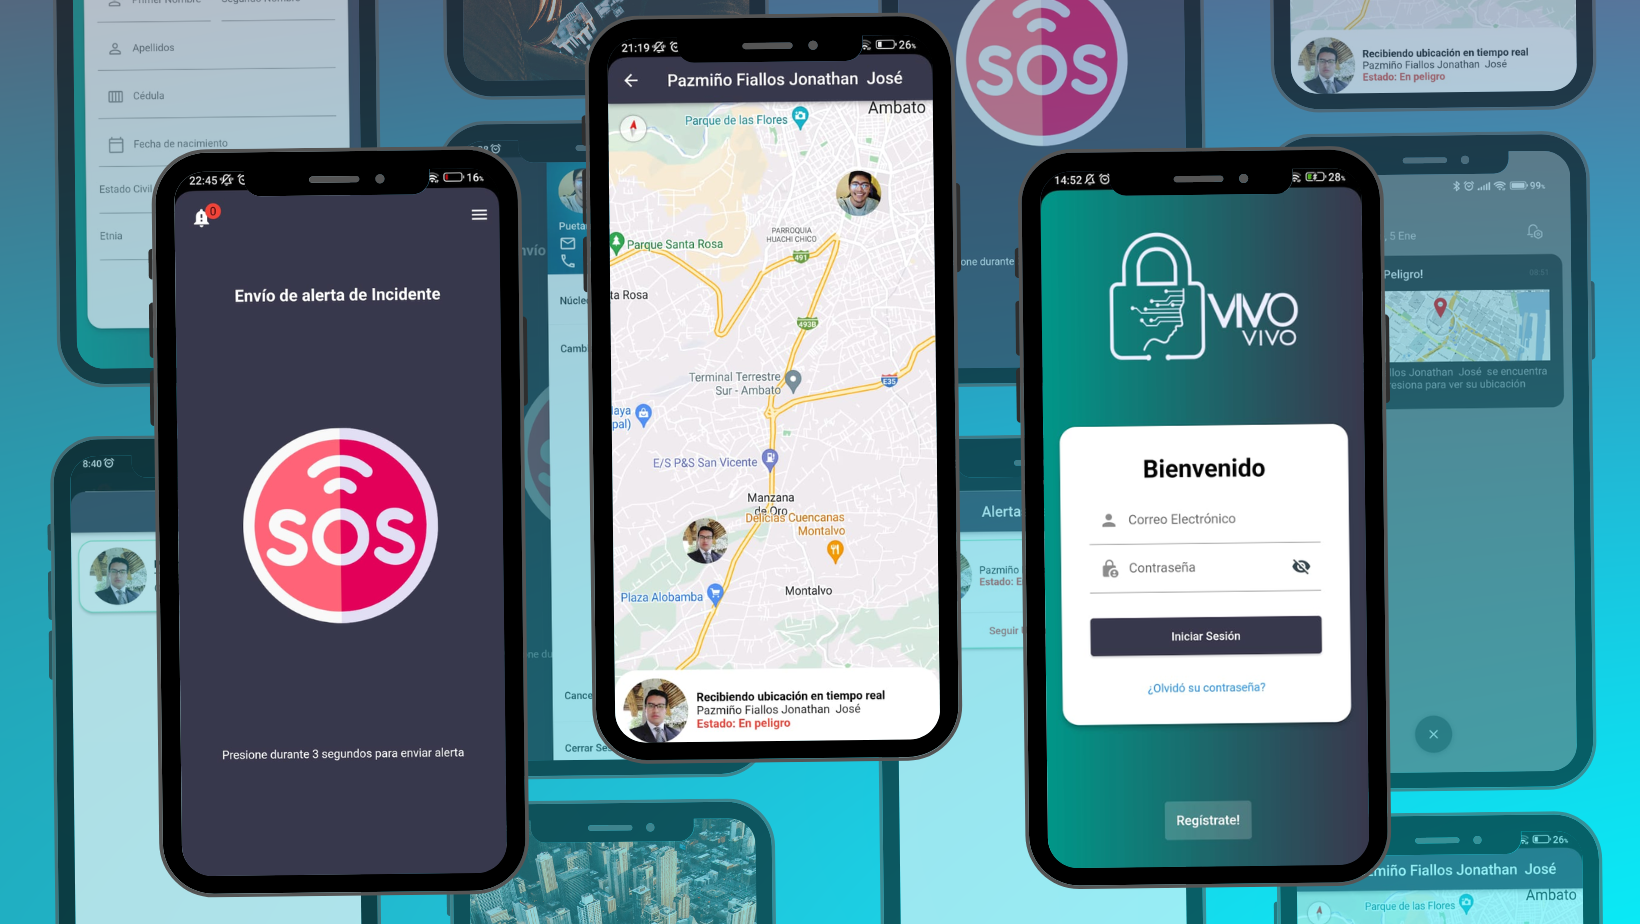 Primer Nombre
Segundo Nombre
Apellidos
Cédula
Fecha de nacimiento
Estado Civil
Etnia
8:40
22:45
16%
0
Envío de alerta de Incidente
SOS
Presione durante 3 segundos para enviar alerta
Núcle
Camb
Cance
Cerrar Ses
21:19
26%
Pazmiño Fiallos Jonathan José
Ambato
Parque de las Flores
PARROQUIA
HUACHI CHICO
Parque Santa Rosa
491
ta Rosa
493B
Terminal Terrestre
Sur - Ambato
E35
laya
pal)
E/S P&S San Vicente
Manzana
de Oro
Delicias Cuencanas
Montalvo
Montalvo
Plaza Alobamba
Recibiendo ubicación en tiempo real
Pazmiño Fiallos Jonathan José
Estado: En peligro
SOS
one durante
Alerta
Pazmiño
Estado: E
Seguir
14:52
28%
VIVO
VIVO
Bienvenido
Correo Electrónico
Contraseña
Iniciar Sesión
¿Olvidó su contraseña?
Regístrate!
Recibiendo ubicación en tiempo real
Pazmiño Fiallos Jonathan José
Estado: En peligro
99%
, 5 Ene
Peligro!
llos Jonathan José se encuentra
resiona para ver su ubicación
26%
miño Fiallos Jonathan José
Ambato
Parque de las Flores